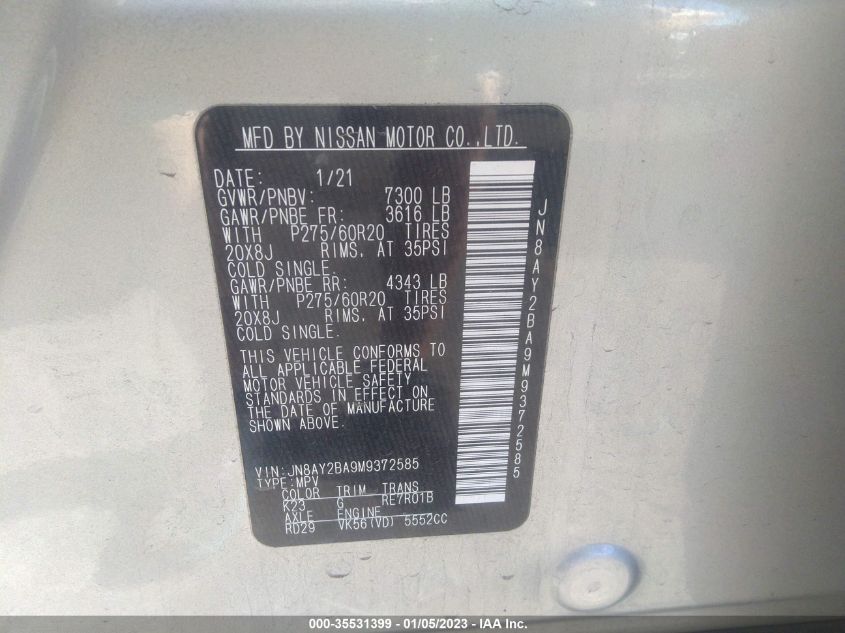 MFD BY NISSAN MOTOR CO.,LTD.
DATE: 1/21
GVWR/PNBV: 7300 LB
GAWR/PNBE FR: 3616 LB
WITH P275/60R20 TIRES
20X8J RIMS, AT 35PSI
COLD SINGLE.
GAWR/PNBE RR: 4343 LB
WITH P275/60R20 TIRES
20X8J RIMS, AT 35PSI
COLD SINGLE.
THIS VEHICLE CONFORMS TO
ALL APPLICABLE FEDERAL
MOTOR VEHICLE SAFETY
STANDARDS IN EFFECT ON
THE DATE OF MANUFACTURE
SHOWN ABOVE.
VIN:JN8AY2BA9M9372585
TYPE:MPV
COLOR TRIM TRANS
K23 G RE7R01B
AXLE ENGINE
RD29 VK56(VD) 5552CC
JN8AY2BA9M9372585
000-35531399 - 01/05/2023 - IAA Inc.